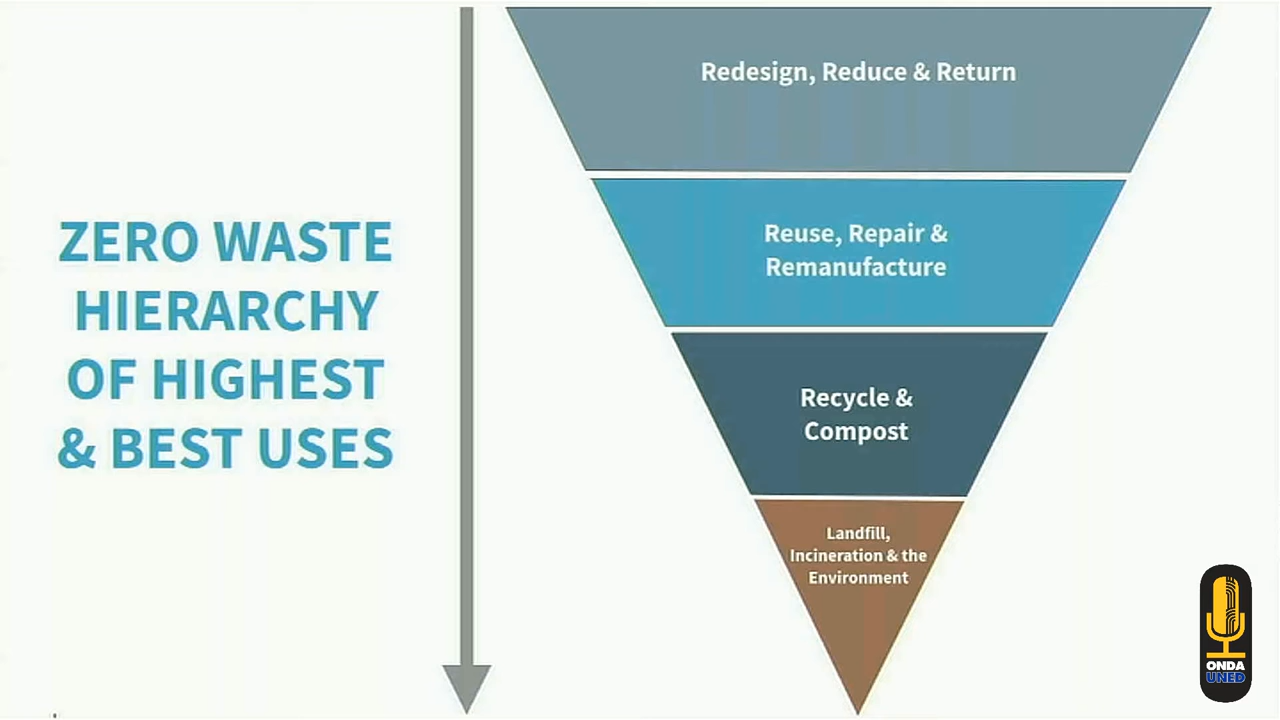 ZERO WASTE
HIERARCHY
OF HIGHEST
& BEST USES
Redesign, Reduce & Return
Reuse, Repair &
Remanufacture
Recycle &
Compost
Landfill,
Incineration & the
Environment
ONDA
UNED